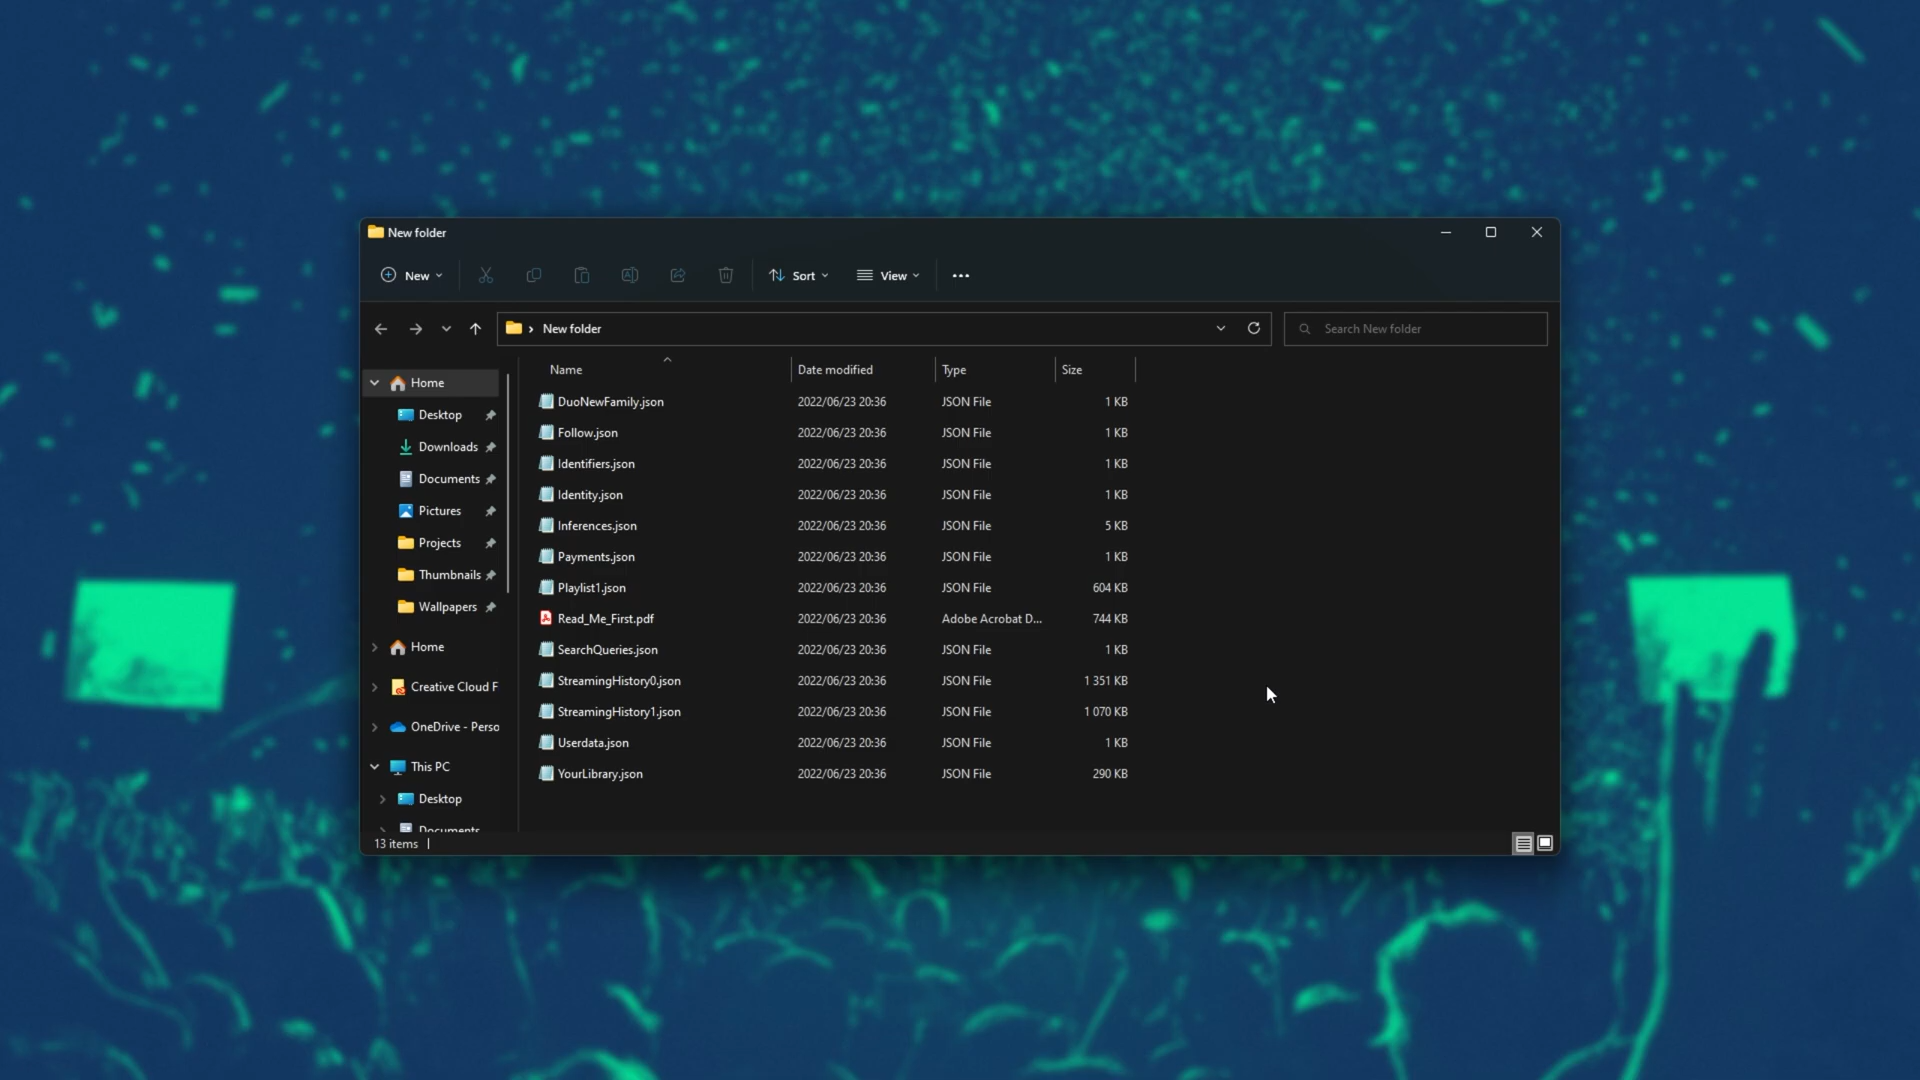 New folder
New
Sort
View
New folder
Search New folder
Name Date modified Type Size
Home
Desktop
Downloads
Documents
Pictures
Projects
Thumbnails
Wallpapers
Home
Creative Cloud F
OneDrive - Perso
This PC
Desktop
Documents
DuoNewFamily.json 2022/06/23 20:36 JSON File 1 KB
Follow.json 2022/06/23 20:36 JSON File 1 KB
Identifiers.json 2022/06/23 20:36 JSON File 1 KB
Identity.json 2022/06/23 20:36 JSON File 1 KB
Inferences.json 2022/06/23 20:36 JSON File 5 KB
Payments.json 2022/06/23 20:36 JSON File 1 KB
Playlist1.json 2022/06/23 20:36 JSON File 604 KB
Read_Me_First.pdf 2022/06/23 20:36 Adobe Acrobat D... 744 KB
SearchQueries.json 2022/06/23 20:36 JSON File 1 KB
StreamingHistory0.json 2022/06/23 20:36 JSON File 1 351 KB
StreamingHistory1.json 2022/06/23 20:36 JSON File 1 070 KB
Userdata.json 2022/06/23 20:36 JSON File 1 KB
YourLibrary.json 2022/06/23 20:36 JSON File 290 KB
13 items